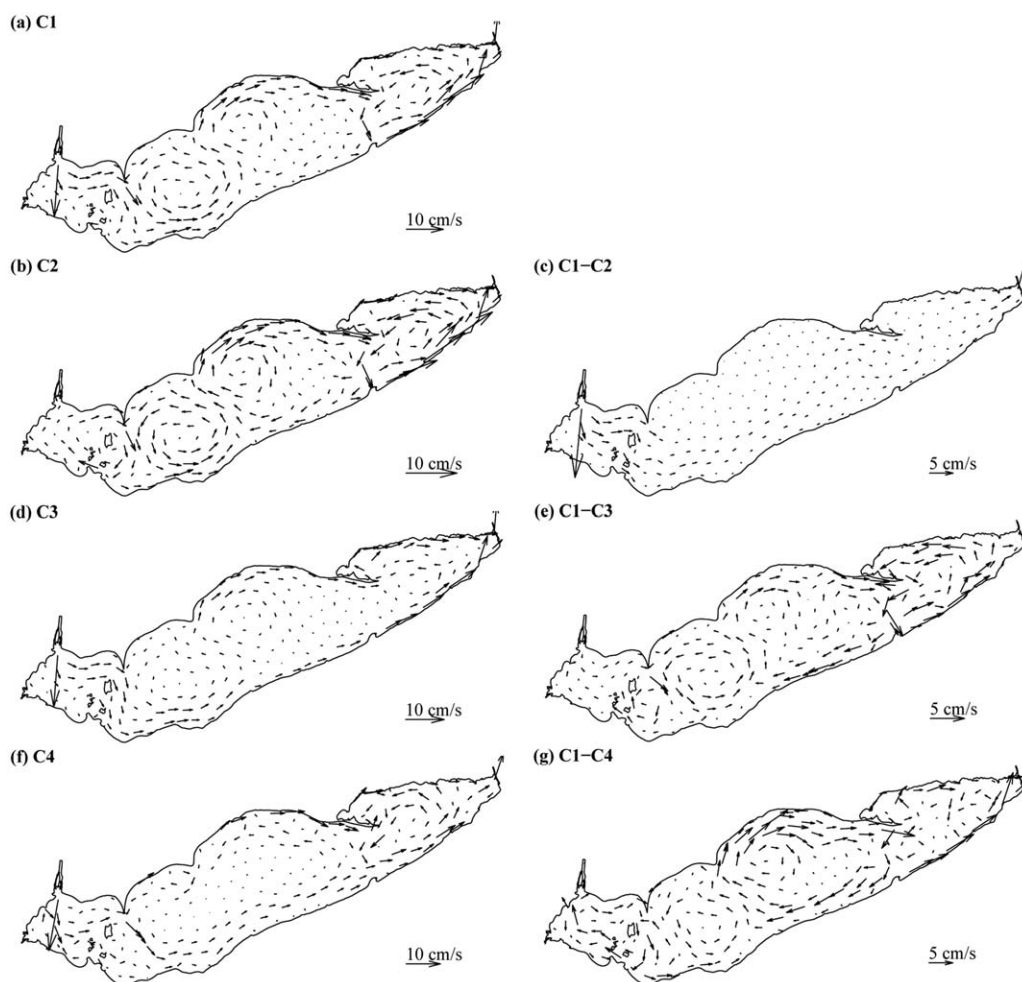 (a) C1
10 cm/s
(b) C2
(c) C1−C2
10 cm/s
5 cm/s
(d) C3
(e) C1−C3
10 cm/s
5 cm/s
(f) C4
(g) C1−C4
10 cm/s
5 cm/s